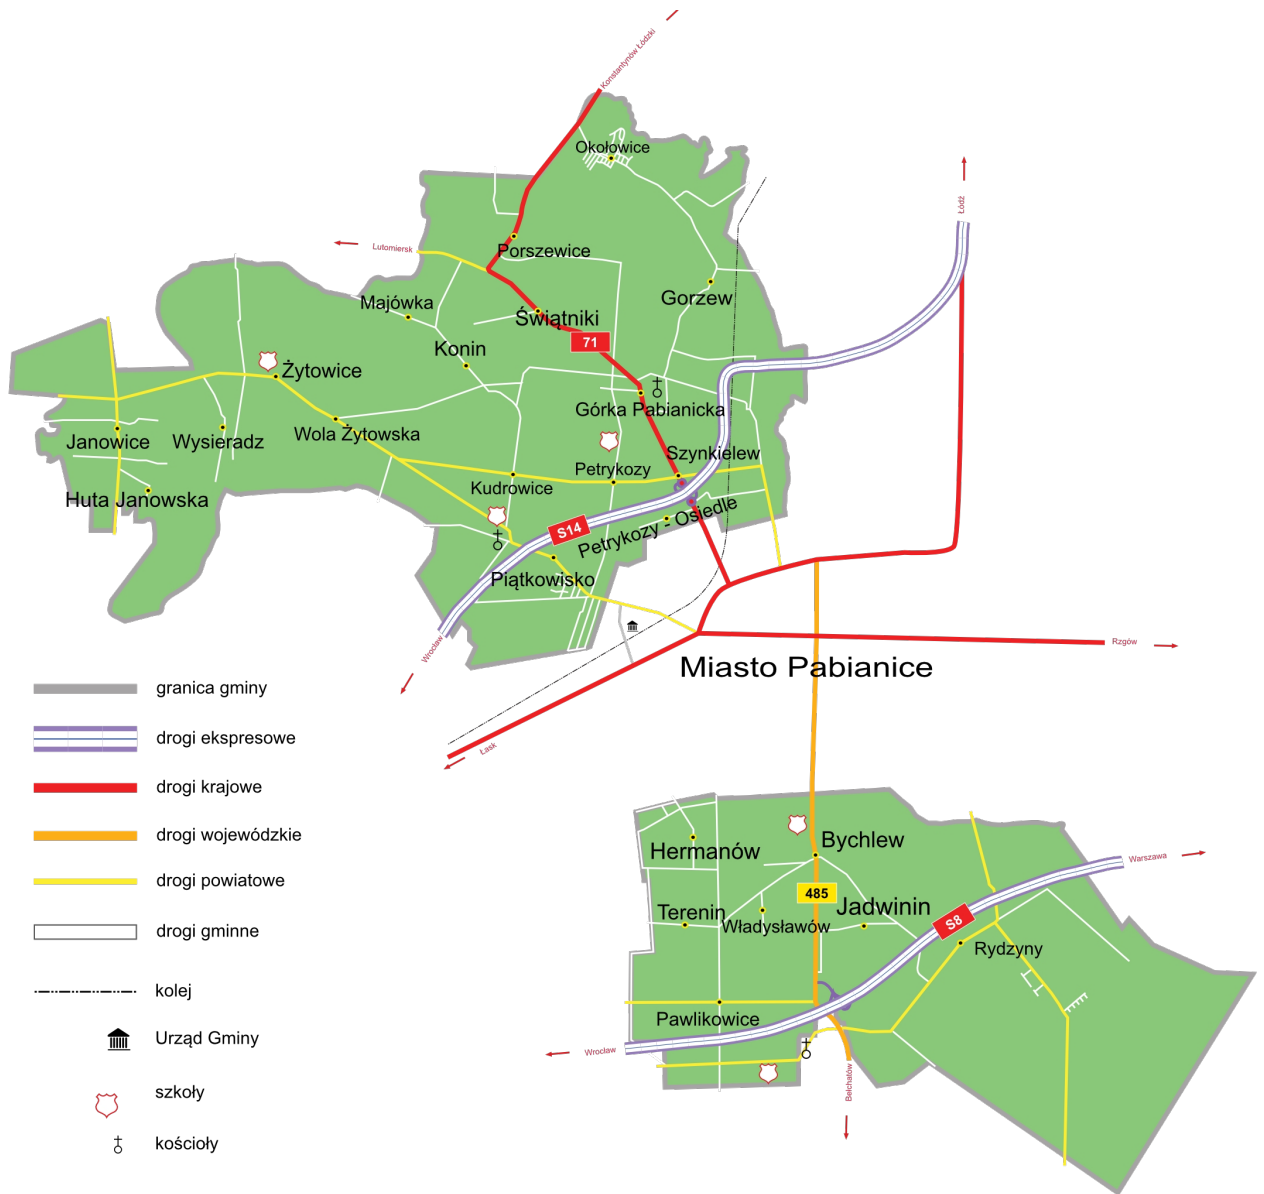 Konstantynów Łódzki
Okołowice
Łódź
Lutomiersk
Porszewice
Gorzew
Majówka
Świątniki
71
Konin
Żytowice
Górka Pabianicka
Janowice
Wysieradz
Wola Żytowska
Szynkielew
Petrykozy
Kudrowice
Huta Janowska
S14
Petrykozy - Osiedle
Piątkowisko
Wrocław
Rzgów
Miasto Pabianice
Łask
granica gminy
drogi ekspresowe
drogi krajowe
drogi wojewódzkie
drogi powiatowe
drogi gminne
kolej
Urząd Gminy
szkoły
kościoły
Bychlew
Hermanów
Warszawa
485
Jadwinin
Terenin
Władysławów
S8
Rydzyny
Pawlikowice
Wrocław
Bełchatów